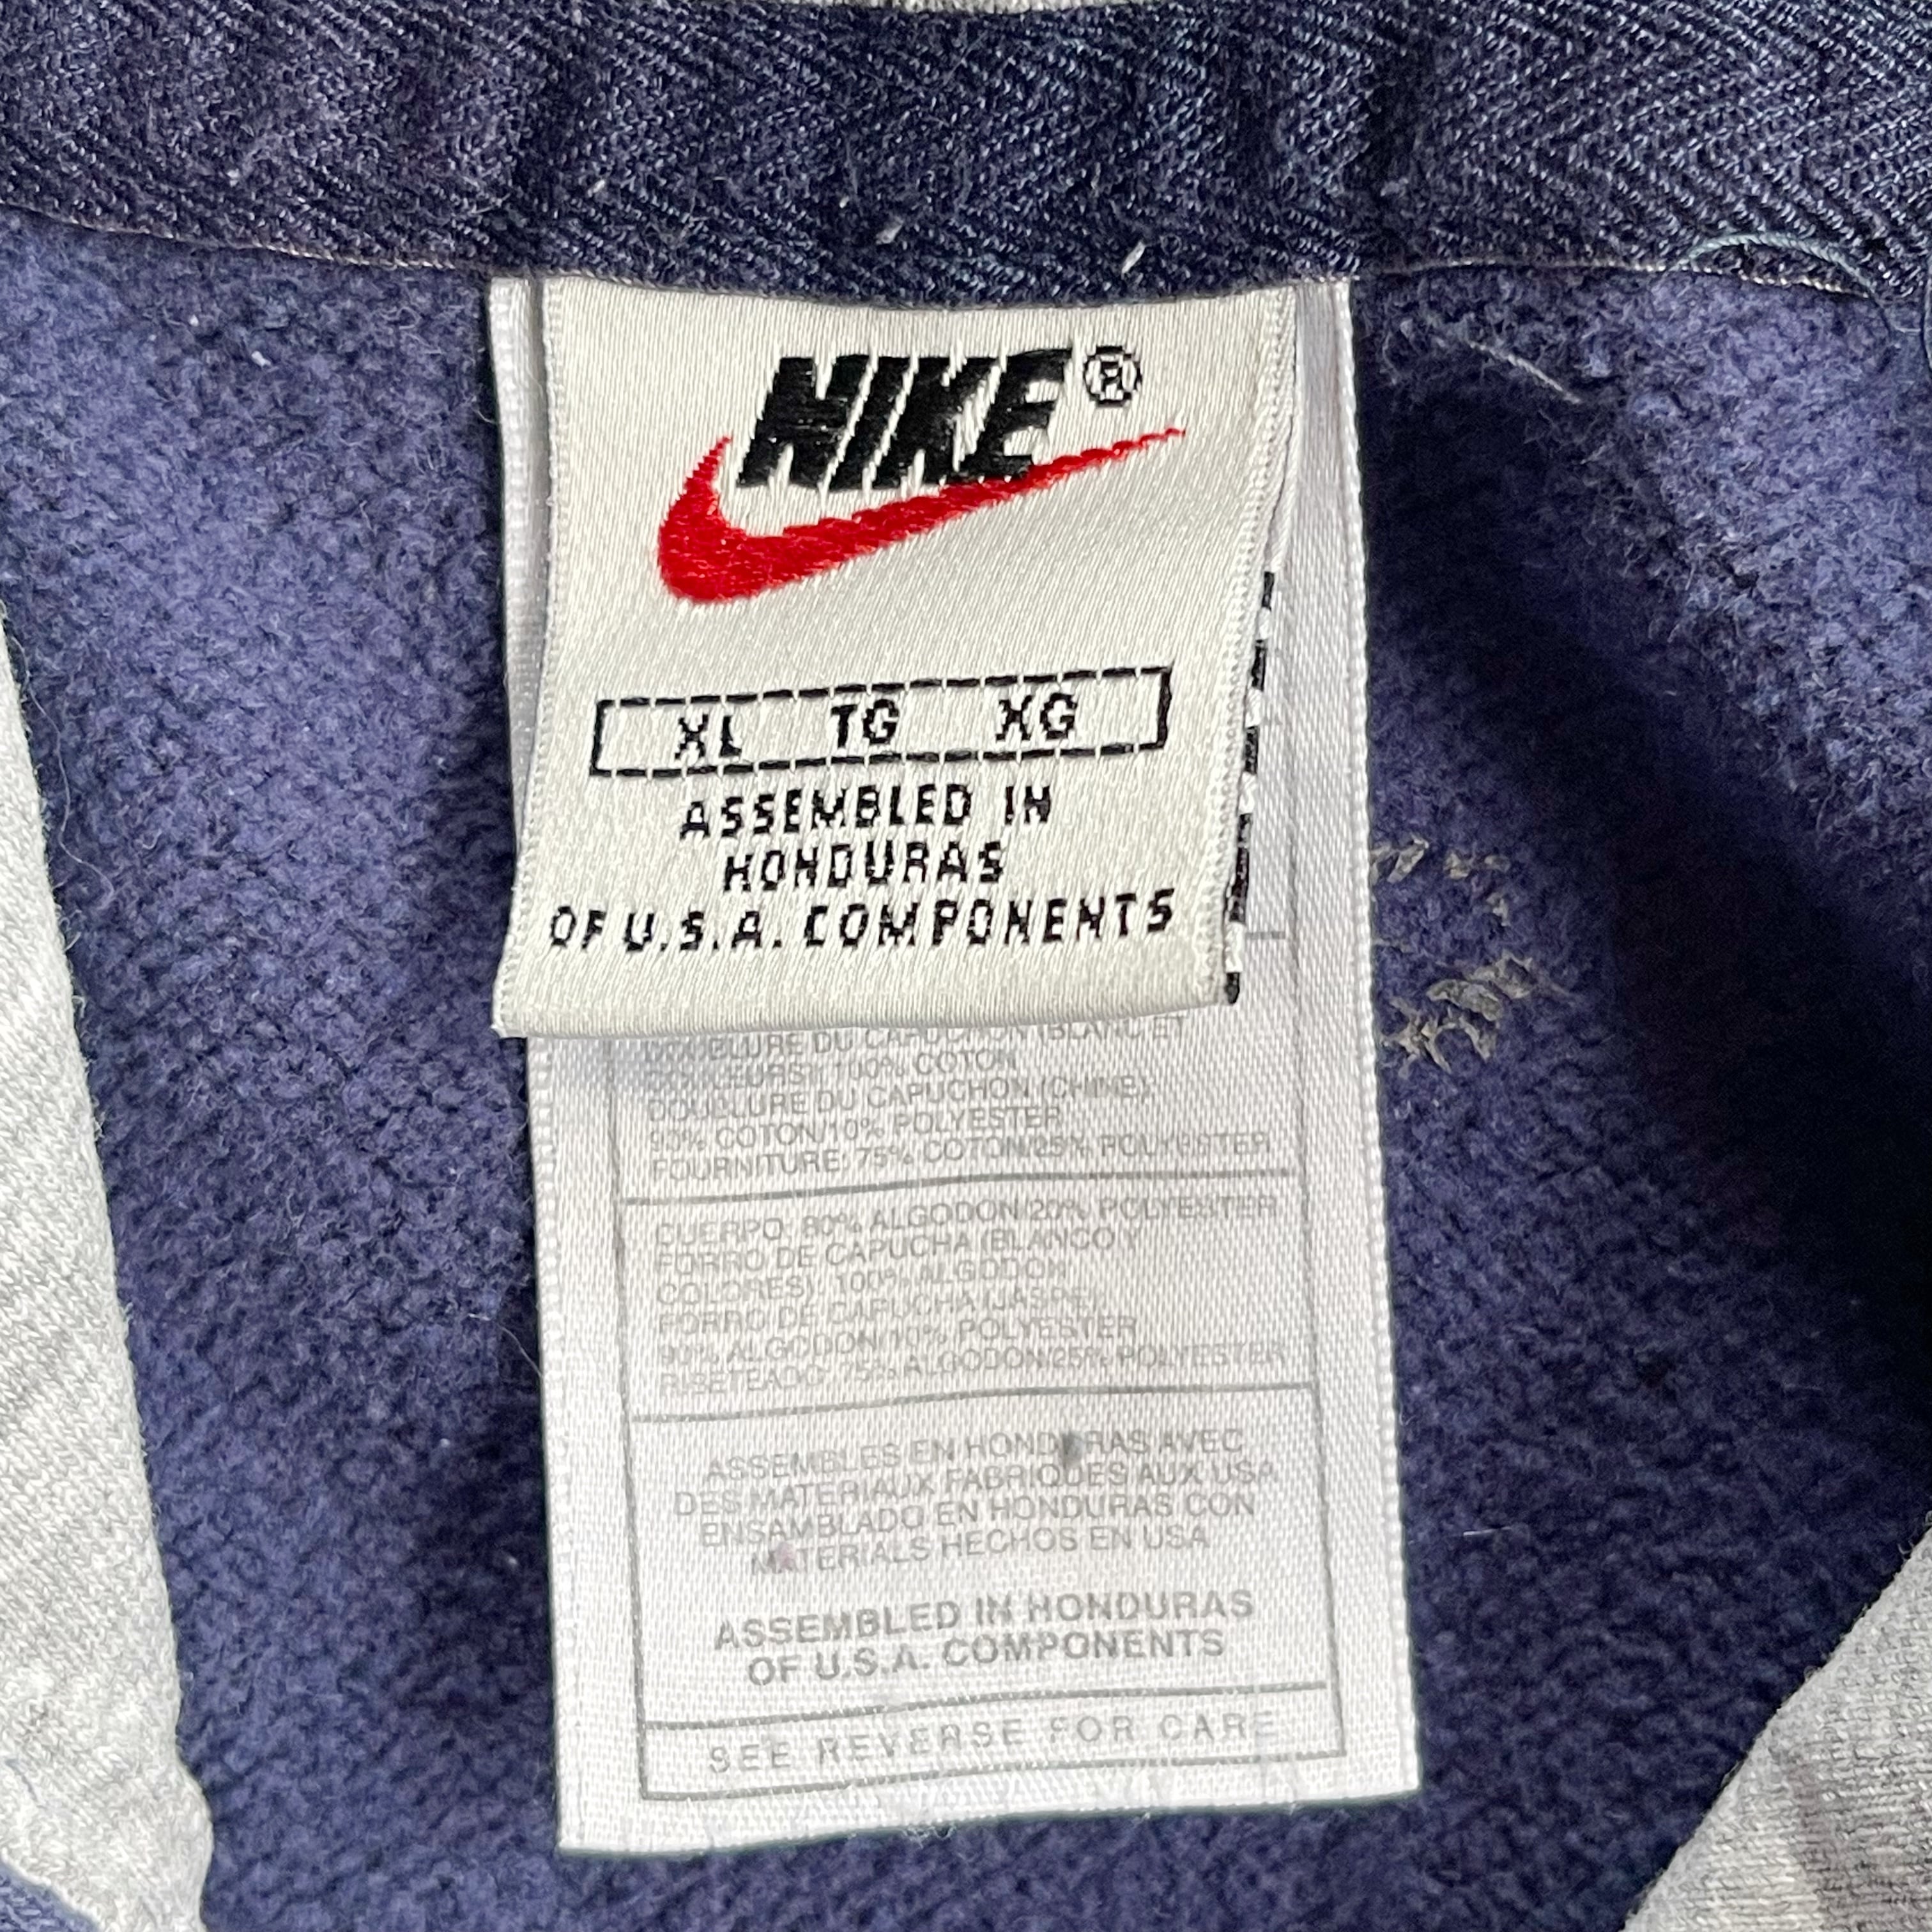 NIKE®
XL TG XG
ASSEMBLED IN
HONDURAS
OF U.S.A. COMPONENTS
DOUBLURE DU CAPUCHON (BLANC ET
COULEURS): 100% COTON
DOUBLURE DU CAPUCHON (CHINE):
90% COTON/10% POLYESTER
FOURNITURE: 75% COTON/25% POLYESTER
CUERPO: 80% ALGODON/20% POLYESTER
FORRO DE CAPUCHA (BLANCO Y
COLORES): 100% ALGODON
FORRO DE CAPUCHA (JASPE):
90% ALGODON/10% POLYESTER
RIBETEADO: 75% ALGODON/25% POLYESTER
ASSEMBLES EN HONDURAS AVEC
DES MATERIAUX FABRIQUES AUX USA
ENSAMBLADO EN HONDURAS CON
MATERIALS HECHOS EN USA
ASSEMBLED IN HONDURAS
OF U.S.A. COMPONENTS
SEE REVERSE FOR CARE